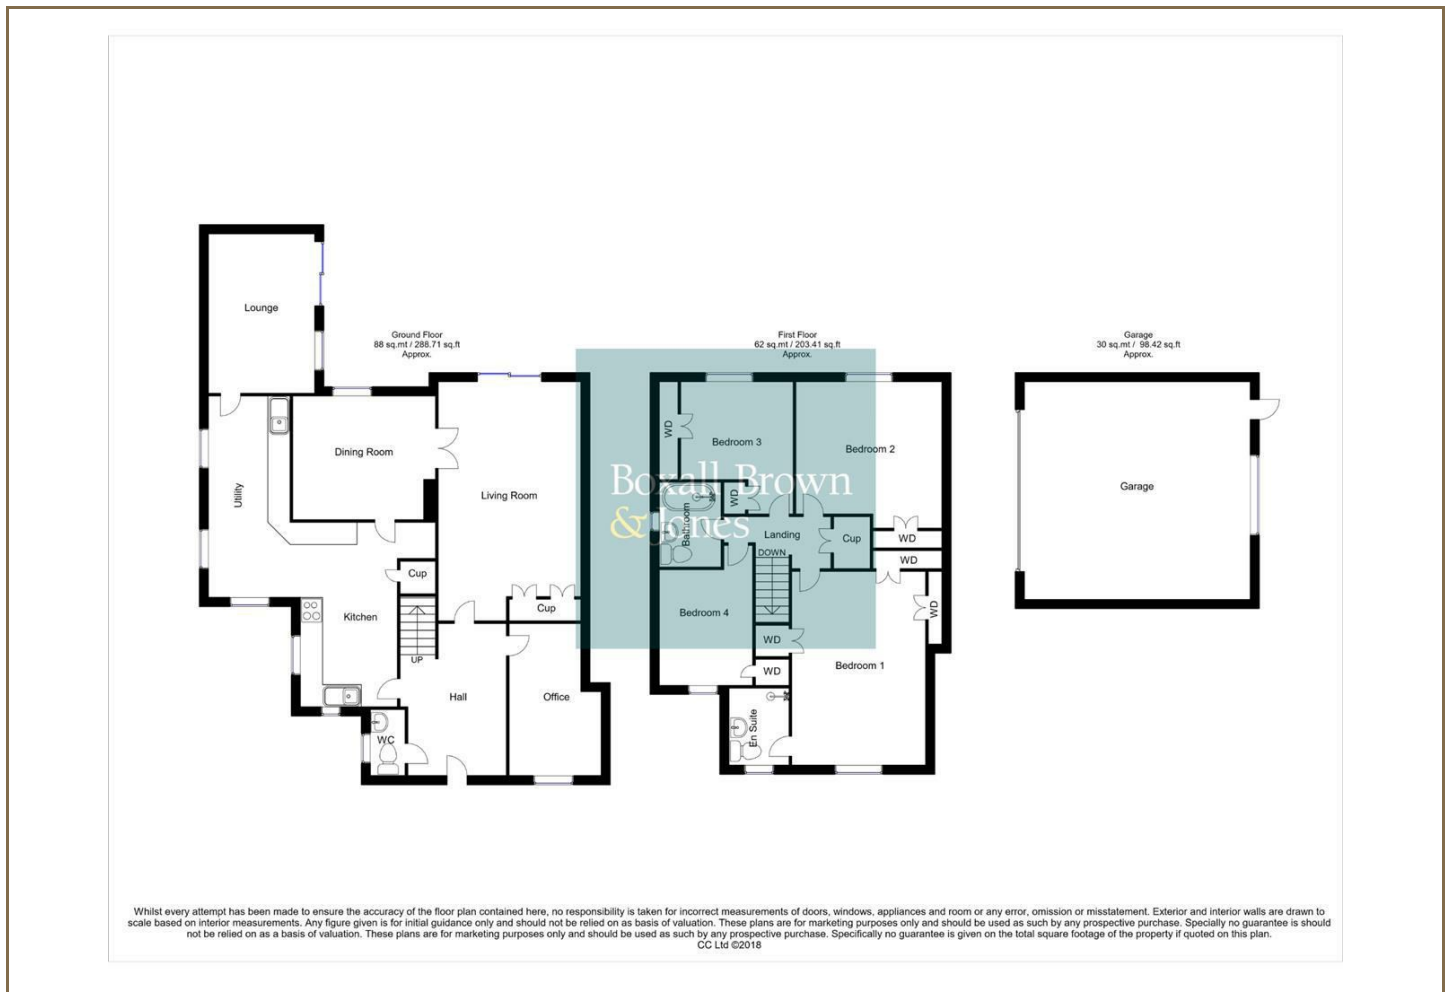 Lounge
Ground Floor
88 sq.mt / 288.71 sq.ft
Approx.
Dining Room
Utility
Living Room
Cup
Kitchen
Cup
UP
Hall
Office
WC
First Floor
62 sq.mt / 203.41 sq.ft
Approx.
WD
Bedroom 3
Bedroom 2
Boxall Brown
& Jones
WD
Bathroom
Landing
Cup
WD
DOWN
WD
WD
Bedroom 4
WD
Bedroom 1
WD
En Suite
Garage
30 sq.mt / 98.42 sq.ft
Approx.
Garage
Whilst every attempt has been made to ensure the accuracy of the floor plan contained here, no responsibility is taken for incorrect measurements of doors, windows, appliances and room or any error, omission or misstatement. Exterior and interior walls are drawn to
scale based on interior measurements. Any figure given is for initial guidance only and should not be relied on as basis of valuation. These plans are for marketing purposes only and should be used as such by any prospective purchase. Specially no guarantee is should
not be relied on as a basis of valuation. These plans are for marketing purposes only and should be used as such by any prospective purchase. Specifically no guarantee is given on the total square footage of the property if quoted on this plan.
CC Ltd ©2018